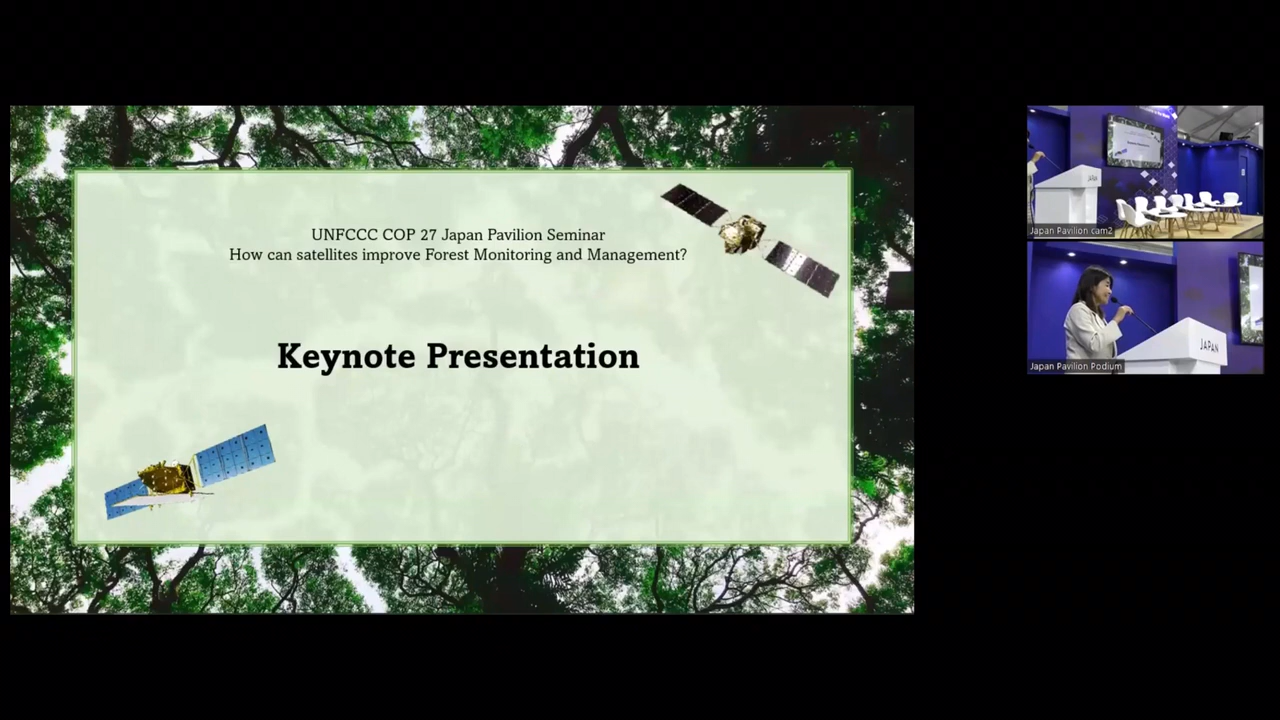 UNFCCC COP 27 Japan Pavilion Seminar
How can satellites improve Forest Monitoring and Management?
Keynote Presentation
JAPAN
Japan Pavilion cam2
JAPAN
Japan Pavilion Podium